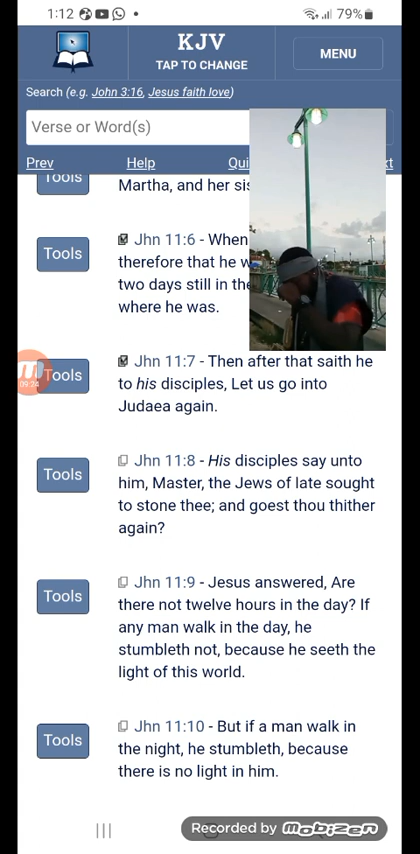 1:12 79%
KJV
TAP TO CHANGE
MENU
Search (e.g. John 3:16, Jesus faith love)
Verse or Word(s)
Prev Help
Tools
Martha, and her
Tools
Jhn 11:6 - When
therefore that he
two days still in
where he was.
09:24
Tools
Jhn 11:7 - Then after that saith he
to his disciples, Let us go into
Judaea again.
Tools
Jhn 11:8 - His disciples say unto
him, Master, the Jews of late sought
to stone thee; and goest thou thither
again?
Tools
Jhn 11:9 - Jesus answered, Are
there not twelve hours in the day? If
any man walk in the day, he
stumbleth not, because he seeth the
light of this world.
Tools
Jhn 11:10 - But if a man walk in
the night, he stumbleth, because
there is no light in him.
Recorded by mobizen